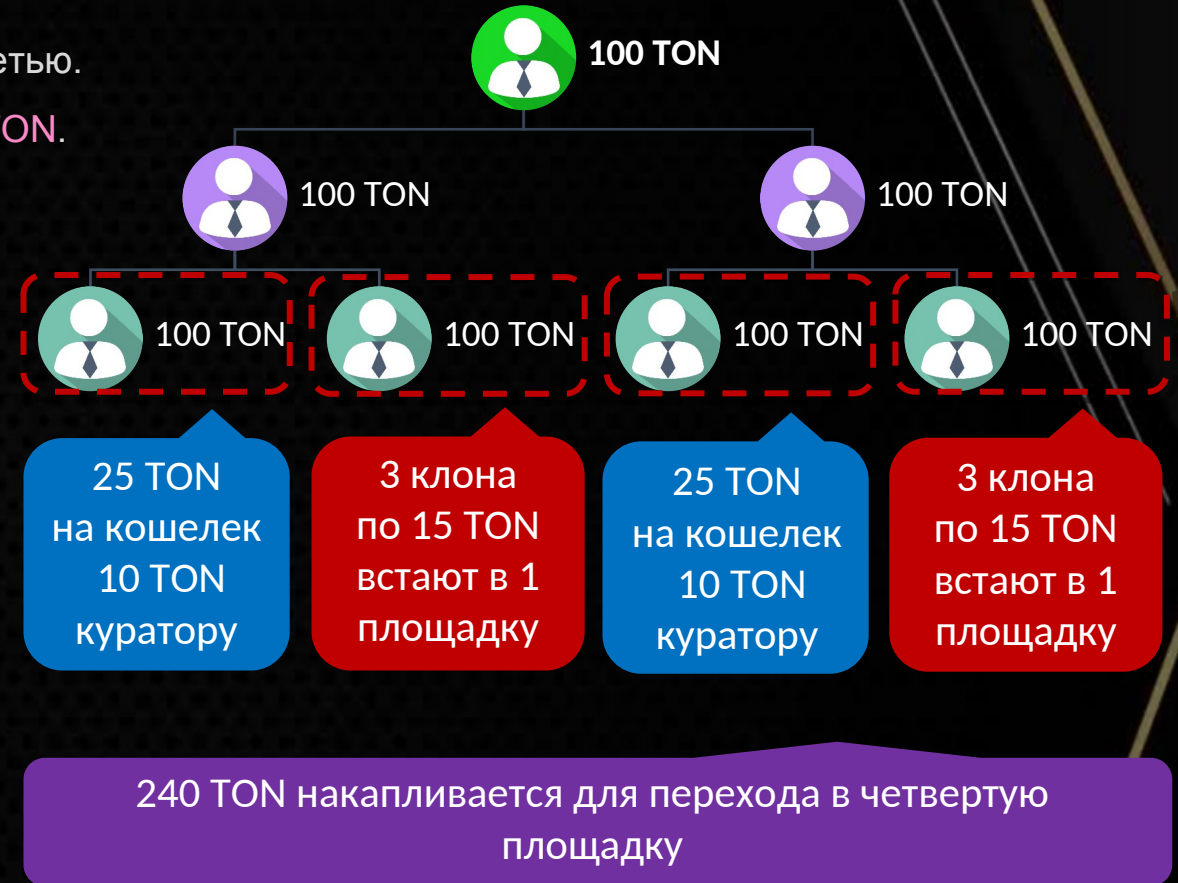 100 TON
етью.
ON.
100 TON
100 TON
100 TON
100 TON
100 TON
100 TON
25 TON
на кошелек
10 TON
куратору
3 клона
по 15 TON
встают в 1
площадку
25 TON
на кошелек
10 TON
куратору
3 клона
по 15 TON
встают в 1
площадку
240 TON накапливается для перехода в четвертую
площадку